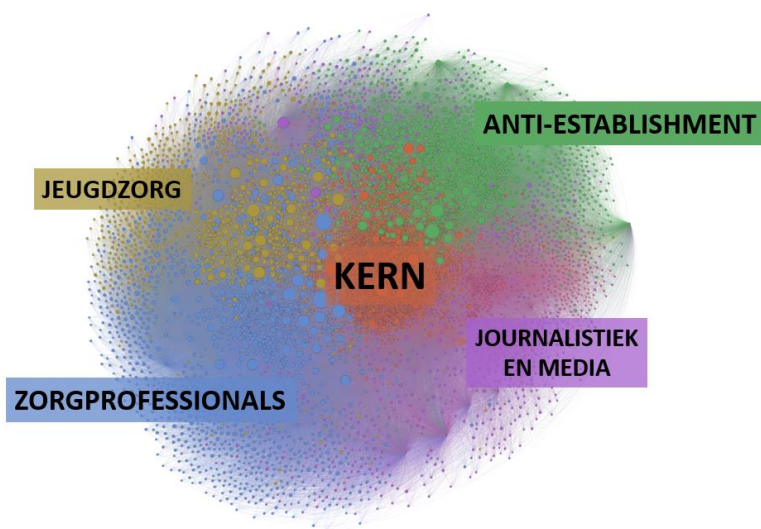 ANTI-ESTABLISHMENT
JEUGDZORG
KERN
JOURNALISTIEK
EN MEDIA
ZORGPROFESSIONALS